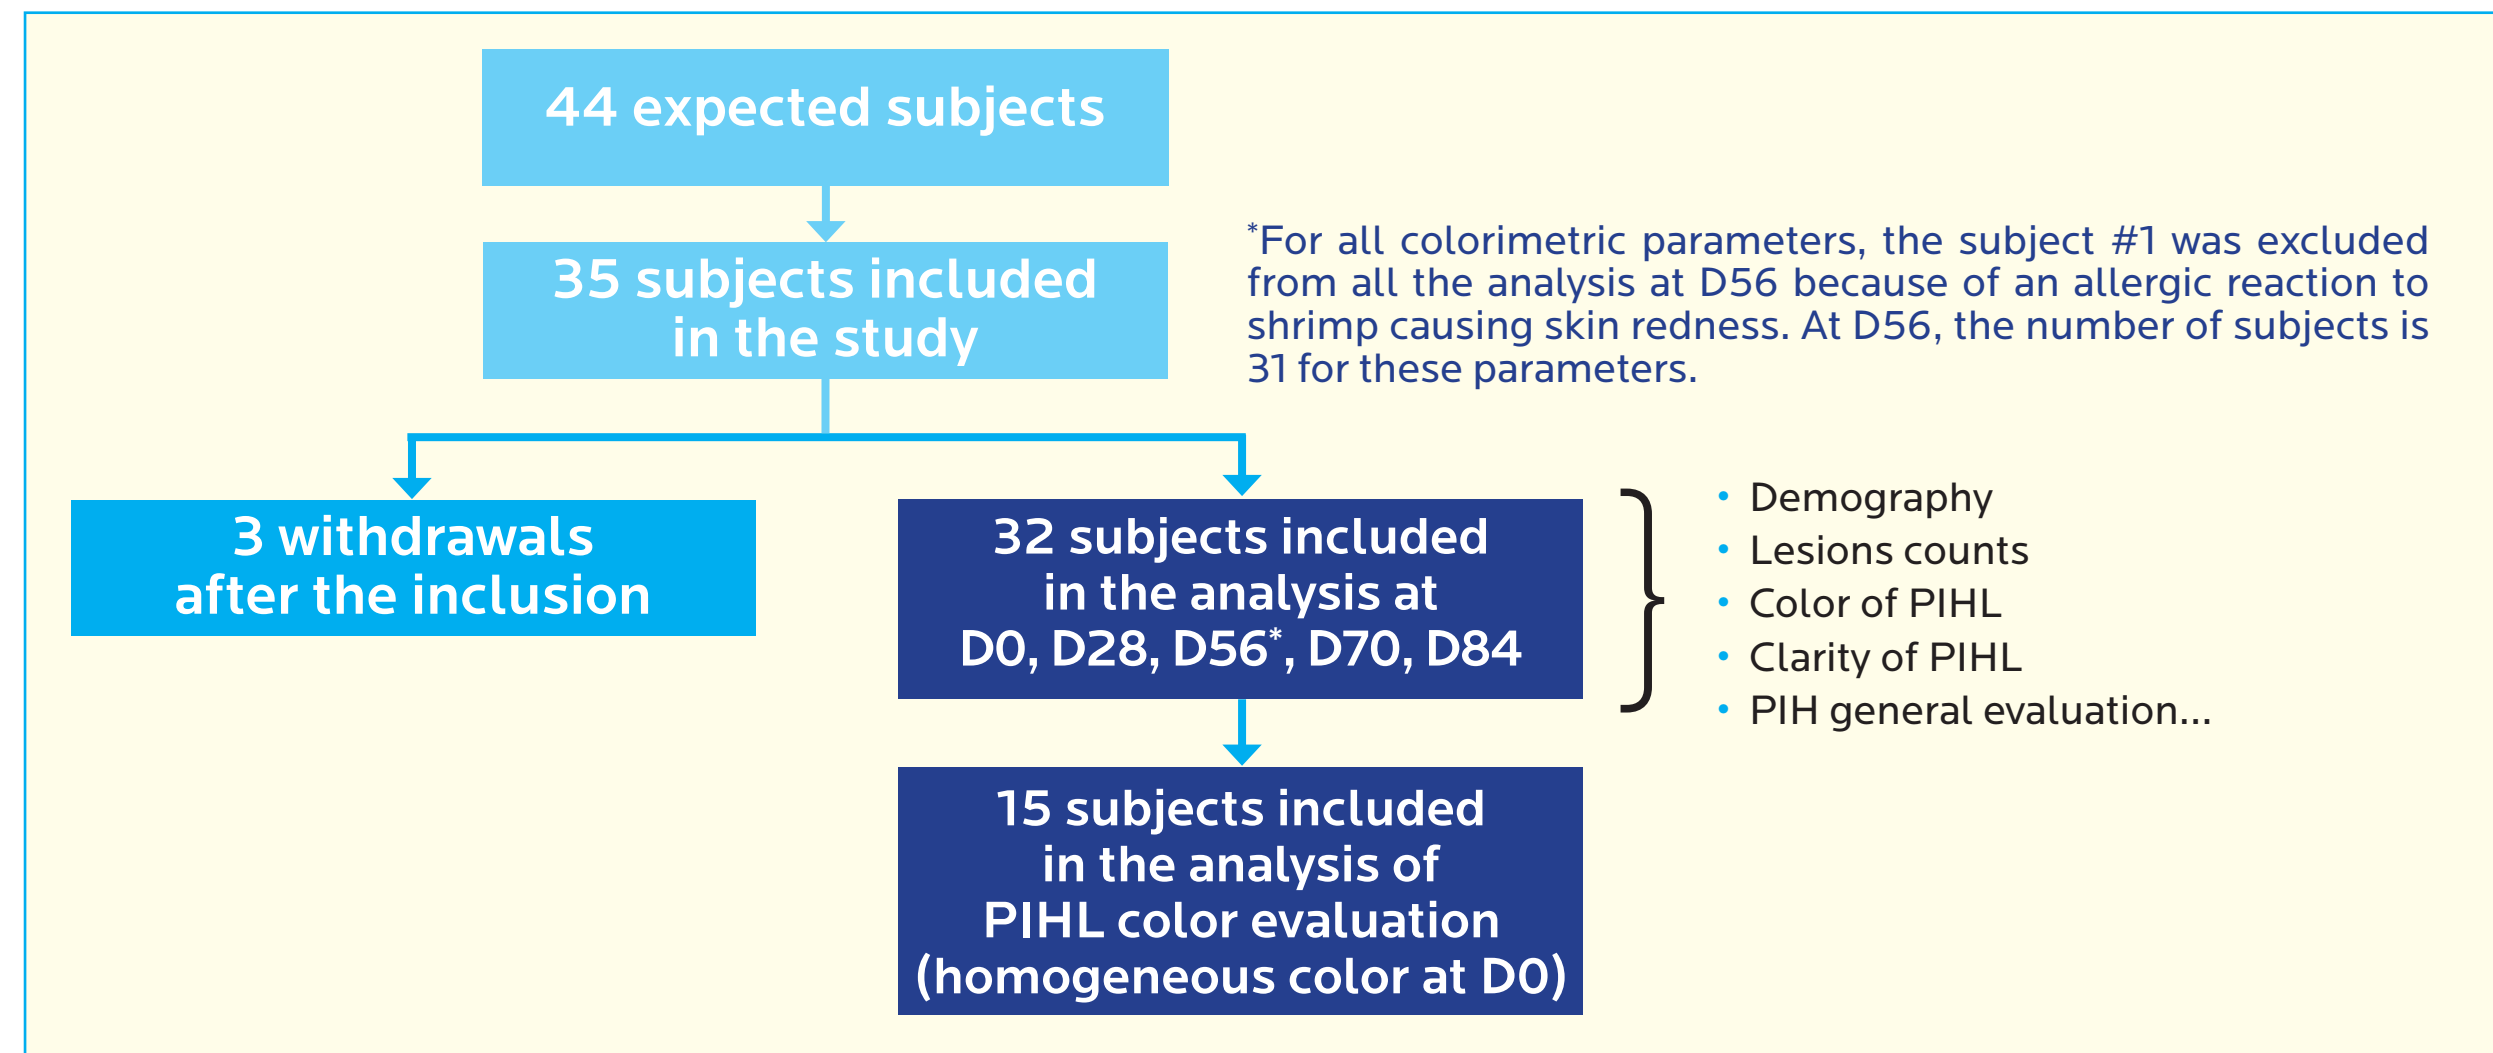 44 expected subjects
35 subjects included
in the study
*For all colorimetric parameters, the subject #1 was excluded
from all the analysis at D56 because of an allergic reaction to
shrimp causing skin redness. At D56, the number of subjects is
31 for these parameters.
3 withdrawals
after the inclusion
32 subjects included
in the analysis at
D0, D28, D56*, D70, D84
• Demography
• Lesions counts
• Color of PIHL
• Clarity of PIHL
• PIH general evaluation...
15 subjects included
in the analysis of
PIHL color evaluation
(homogeneous color at D0)